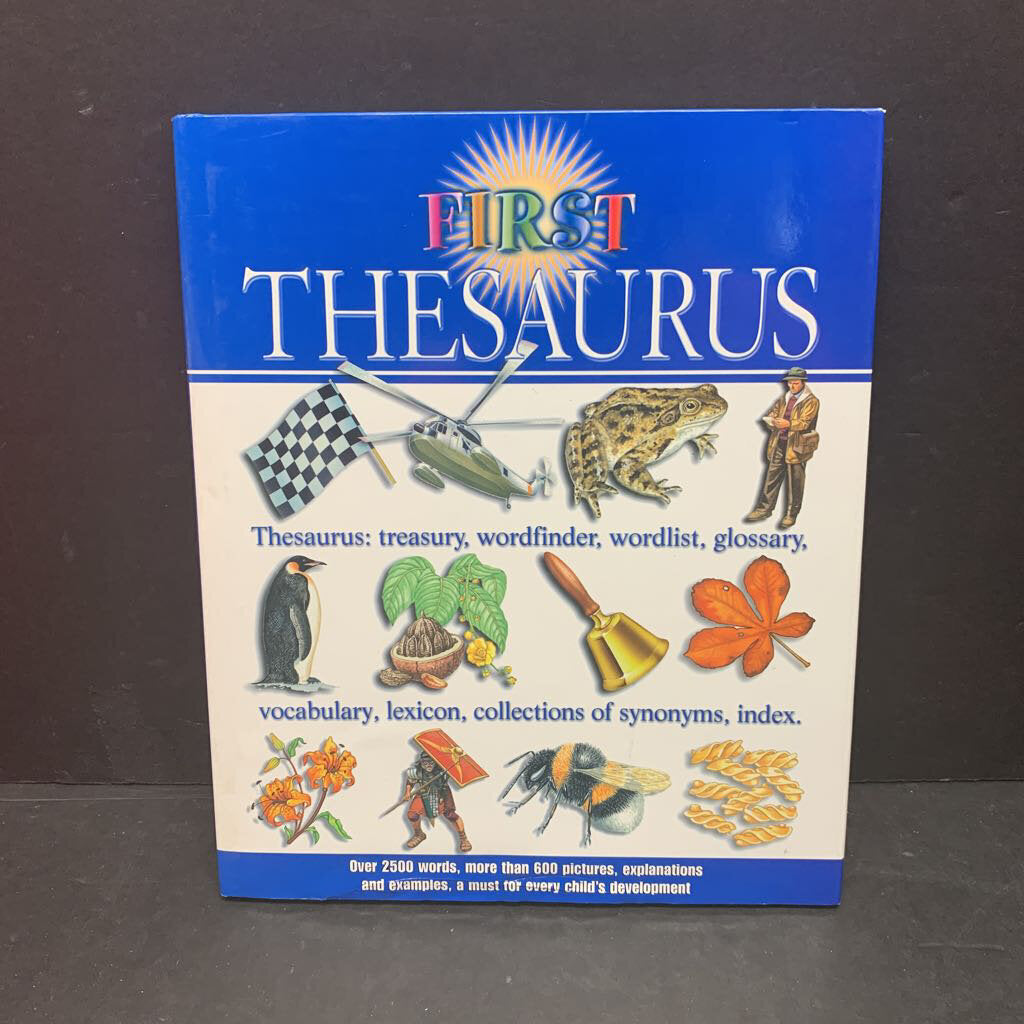 FIRST
THESAURUS
Thesaurus: treasury, wordfinder, wordlist, glossary,
vocabulary, lexicon, collections of synonyms, index.
Over 2500 words, more than 600 pictures, explanations
and examples, a must for every child's development